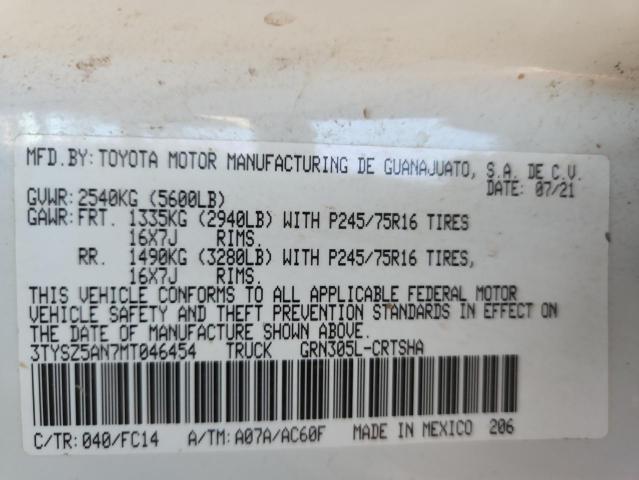 MFD.BY: TOYOTA MOTOR MANUFACTURING DE GUANAJUATO, S.A. DE C.V.
DATE: 07/21
GVWR: 2540KG (5600LB)
GAWR: FRT. 1335KG (2940LB) WITH P245/75R16 TIRES
16X7J RIMS.
RR. 1490KG (3280LB) WITH P245/75R16 TIRES,
16X7J RIMS.
THIS VEHICLE CONFORMS TO ALL APPLICABLE FEDERAL MOTOR
VEHICLE SAFETY AND THEFT PREVENTION STANDARDS IN EFFECT ON
THE DATE OF MANUFACTURE SHOWN ABOVE.
3TYSZ5AN7MT046454 TRUCK GRN305L-CRTSHA
C/TR: 040/FC14 A/TM: A07A/AC60F MADE IN MEXICO 206